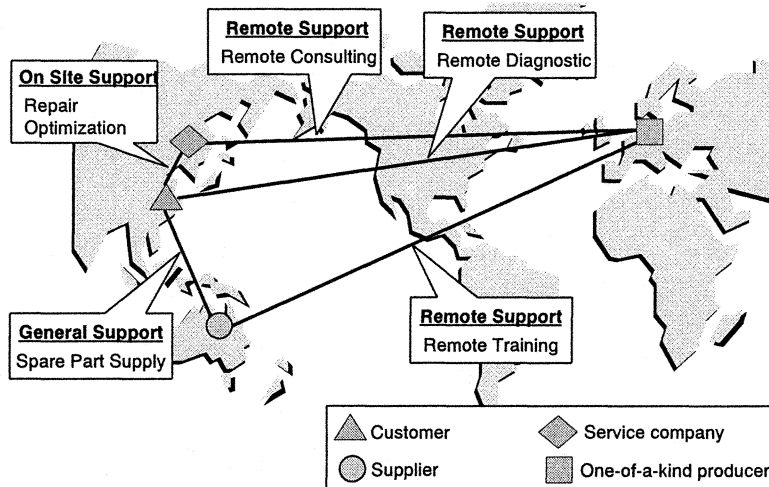 Remote Support
Remote Consulting
Remote Support
Remote Diagnostic
On Site Support
Repair
Optimization
General Support
Spare Part Supply
Remote Support
Remote Training
Customer
Service company
Supplier
One-of-a-kind producer